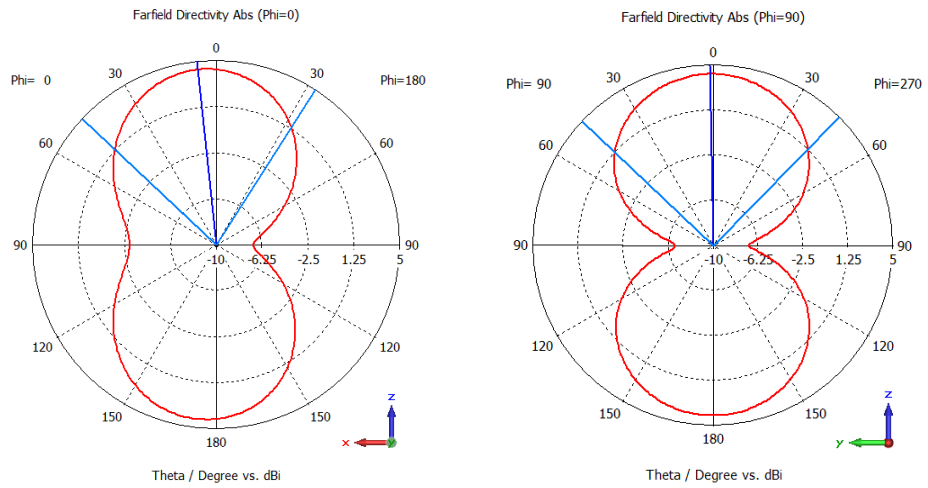 Farfield Directivity Abs (Phi=0)
0
Phi= 0
30
30
Phi=180
60
60
90
-10
-6.25
-2.5
1.25
5
90
120
120
150
150
180
z
x
y
Theta / Degree vs. dBi
Farfield Directivity Abs (Phi=90)
0
Phi= 90
30
30
Phi=270
60
60
90
-10
-6.25
-2.5
1.25
5
90
120
120
150
150
180
z
y
Theta / Degree vs. dBi